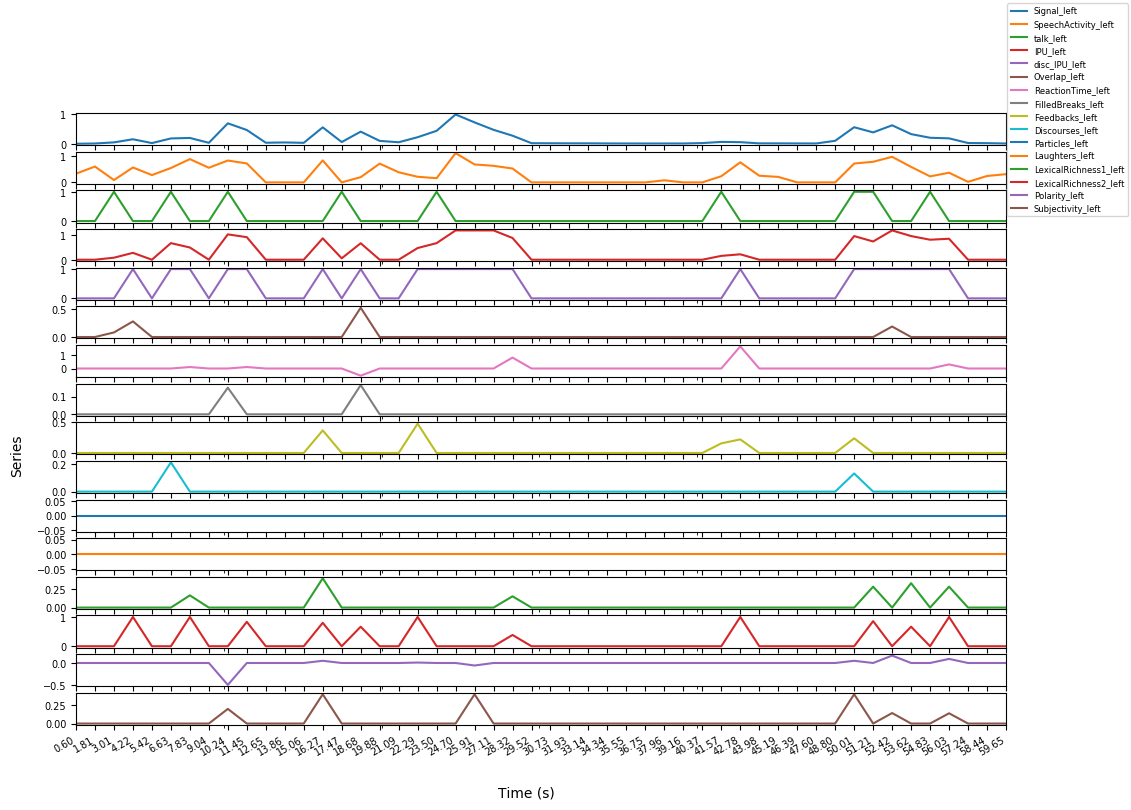 Signal_left
SpeechActivity_left
talk_left
IPU_left
disc_IPU_left
Overlap_left
ReactionTime_left
FilledBreaks_left
Feedbacks_left
Discourses_left
Particles_left
Laughters_left
LexicalRichness1_left
LexicalRichness2_left
Polarity_left
Subjectivity_left
1
0
1
0
1
0
1
0
1
0
0.5
0.0
1
0
0.1
0.0
0.5
0.0
0.2
0.0
0.05
0.00
−0.05
0.05
0.00
−0.05
0.25
0.00
1
0
0.0
−0.5
0.25
0.00
Series
0.60 1.81 3.01 4.22 5.42 6.63 7.83 9.04 10.24 11.45 12.65 13.86 15.06 16.27 17.47 18.68 19.88 21.09 22.29 23.50 24.70 25.91 27.11 28.32 29.52 30.73 31.93 33.14 34.34 35.55 36.75 37.96 39.16 40.37 41.57 42.78 43.98 45.19 46.39 47.60 48.80 50.01 51.21 52.42 53.62 54.83 56.03 57.24 58.44 59.65
Time (s)